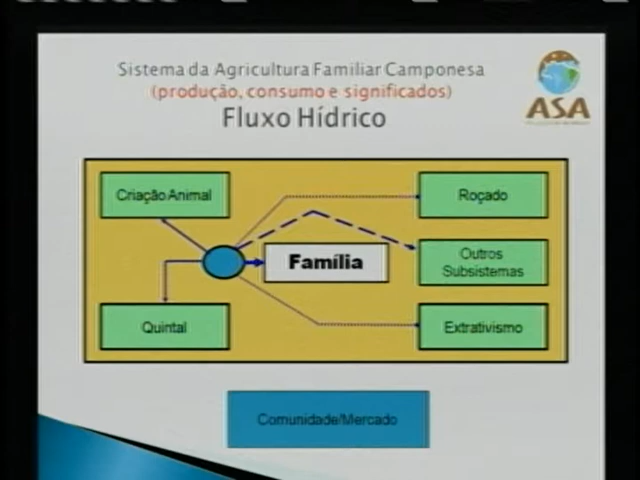 Sistema da Agricultura Familiar Camponesa
(produção, consumo e significados)
Fluxo Hídrico
ASA
Criação Animal
Roçado
Família
Outros
Subsistemas
Quintal
Extrativismo
Comunidade/Mercado